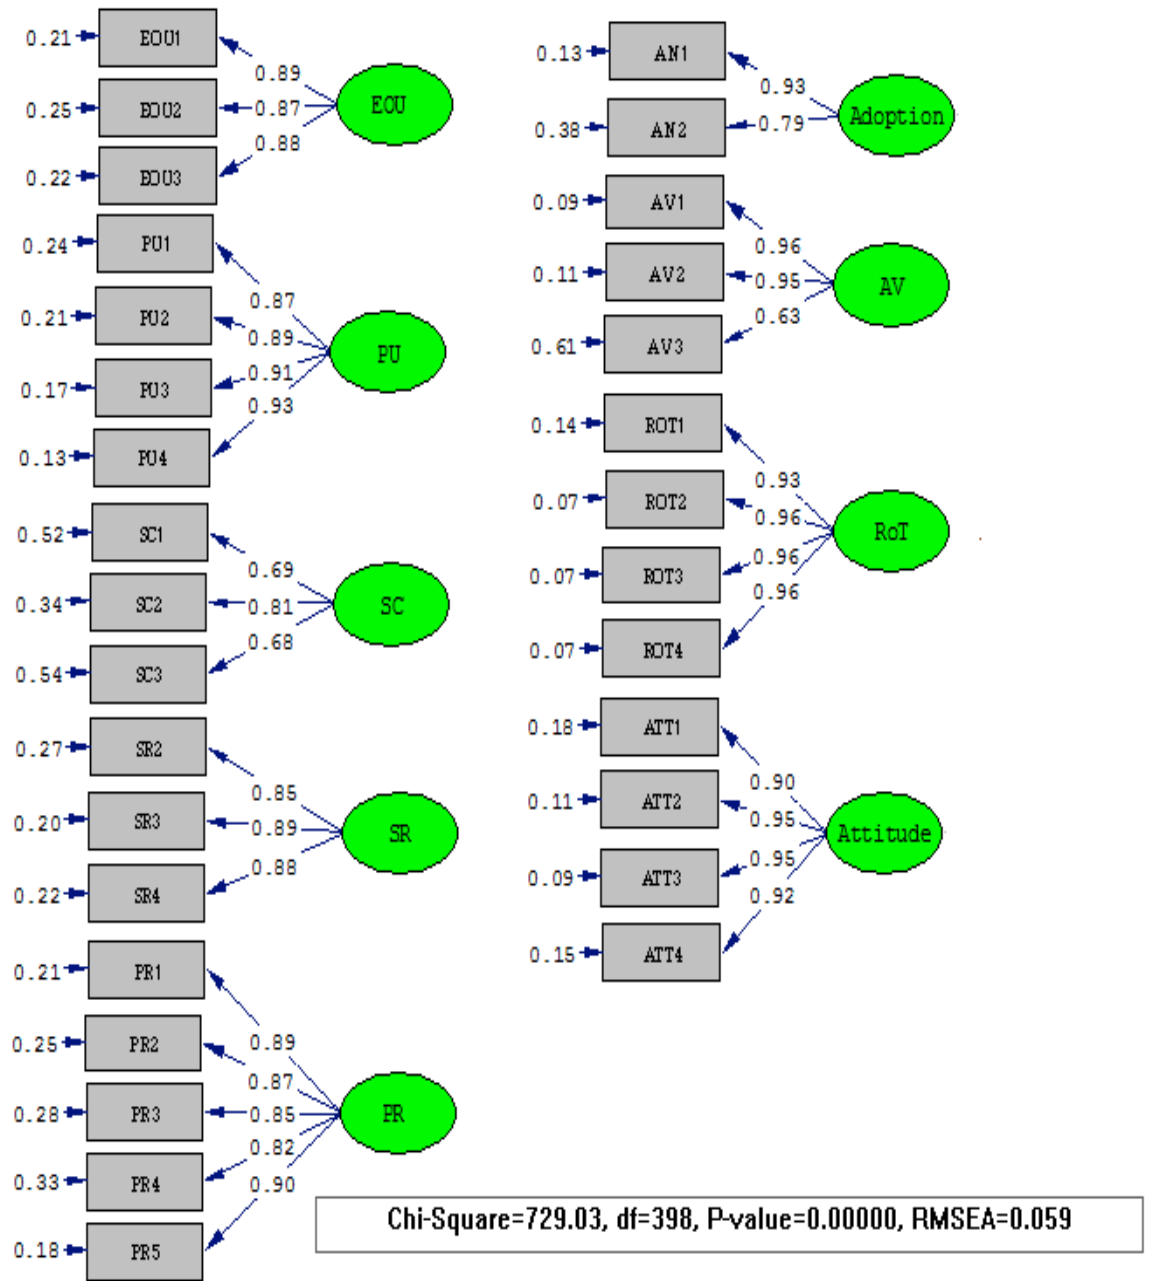 0.21 EOU1
0.89
0.25 EOU2 0.87 EOU
0.88
0.22 EOU3
0.24 PU1
0.87
0.21 PU2
0.89
PU
0.17 PU3 0.91
0.93
0.13 PU4
0.52 SC1
0.69
0.34 SC2 0.81 SC
0.68
0.54 SC3
0.27 SR2
0.85
0.20 SR3 0.89 SR
0.88
0.22 SR4
0.21 PR1
0.89
0.25 PR2
0.87
0.28 PR3 0.85 PR
0.82
0.33 PR4
0.90
0.18 PR5
0.13 AN1
0.93
Adoption
0.38 AN2 0.79
0.09 AV1
0.96
0.11 AV2 0.95 AV
0.63
0.61 AV3
0.14 ROT1
0.93
0.07 ROT2
0.96
RoT
0.96
0.07 ROT3
0.96
0.07 ROT4
0.18 ATT1
0.90
0.11 ATT2
0.95
Attitude
0.95
0.09 ATT3
0.92
0.15 ATT4
Chi-Square=729.03, df=398, P-value=0.00000, RMSEA=0.059